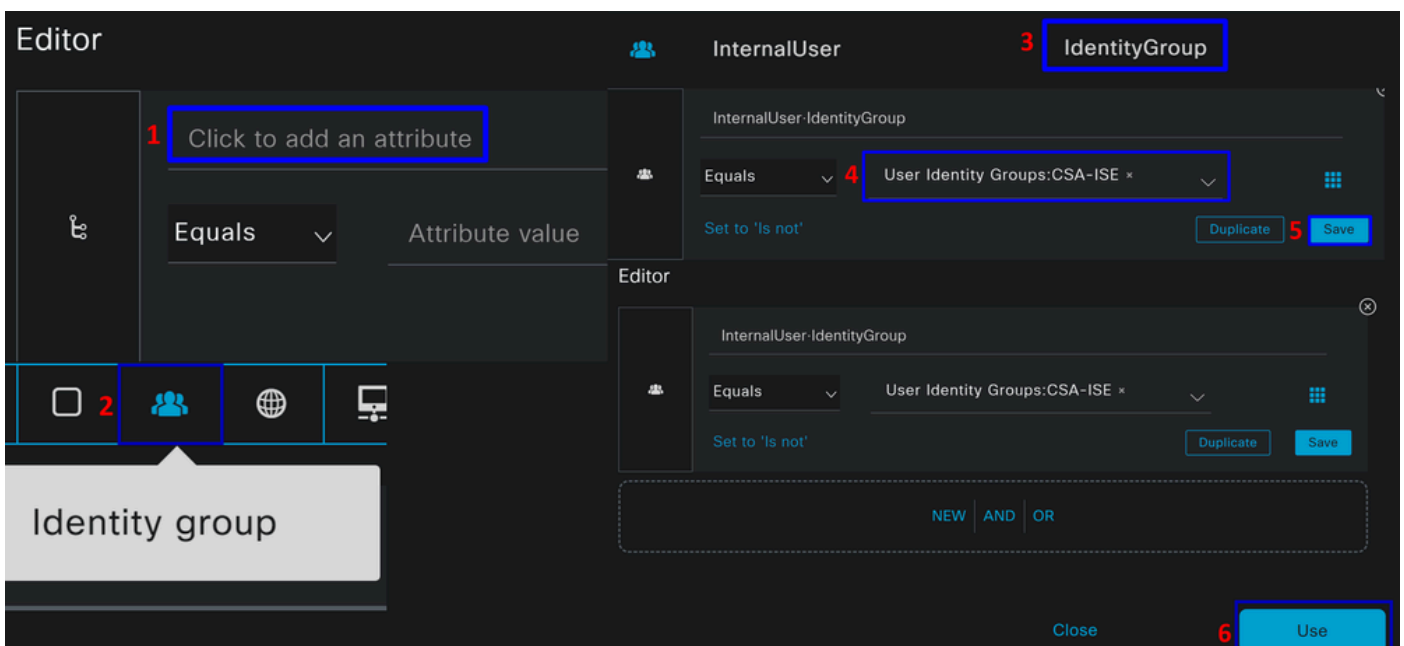 Editor
1 Click to add an attribute
Equals Attribute value
2
Identity group
InternalUser 3 IdentityGroup
InternalUser·IdentityGroup
Equals 4 User Identity Groups:CSA-ISE ×
Set to 'Is not' Duplicate 5 Save
Editor
InternalUser·IdentityGroup
Equals User Identity Groups:CSA-ISE ×
Set to 'Is not' Duplicate Save
NEW AND OR
Close 6 Use